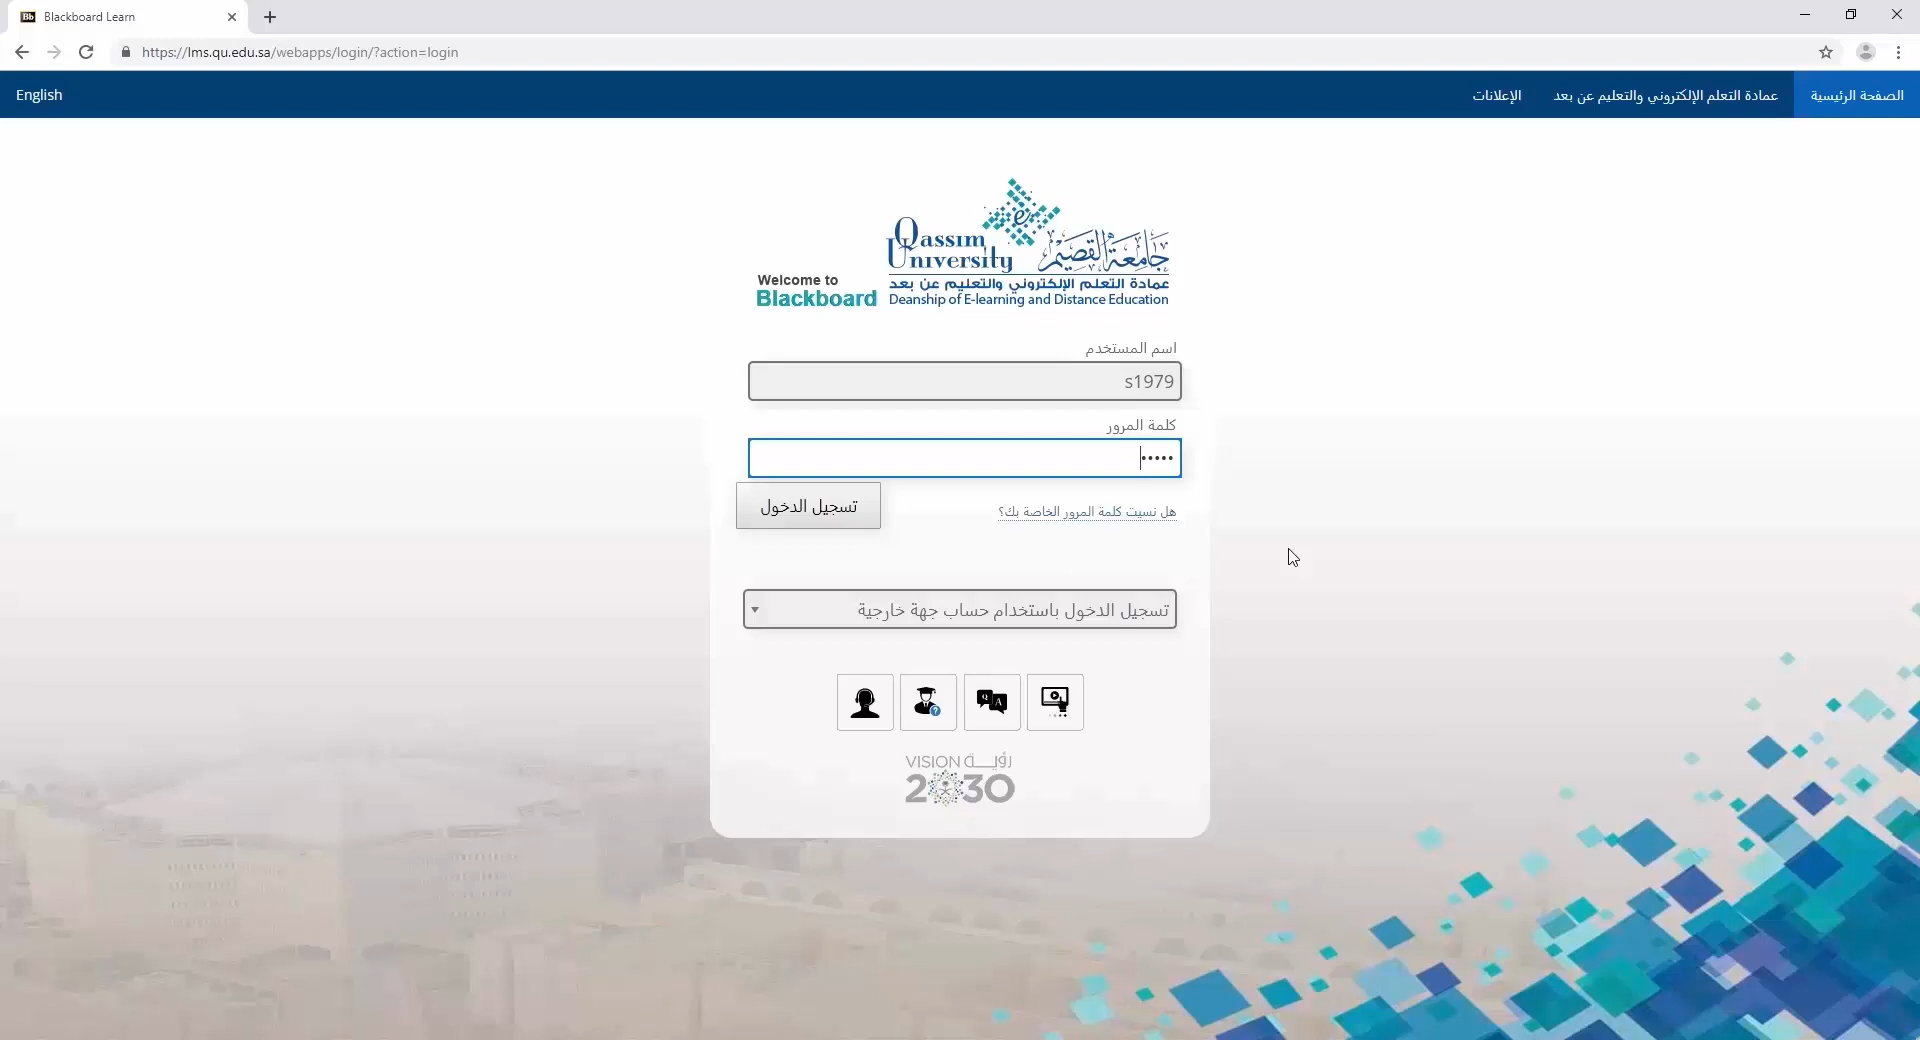 Blackboard Learn
https://lms.qu.edu.sa/webapps/login/?action=login
الصفحة الرئيسية
عمادة التعلم الإلكتروني والتعليم عن بعد
الإعلانات
English
Qassim University
جامعة القصيم
عمادة التعلم الإلكتروني والتعليم عن بعد
Deanship of E-learning and Distance Education
Welcome to
Blackboard
اسم المستخدم
s1979
كلمة المرور
•••••
هل نسيت كلمة المرور الخاصة بك؟
تسجيل الدخول
تسجيل الدخول باستخدام حساب جهة خارجية
Q A
VISION رؤيـــة
2030